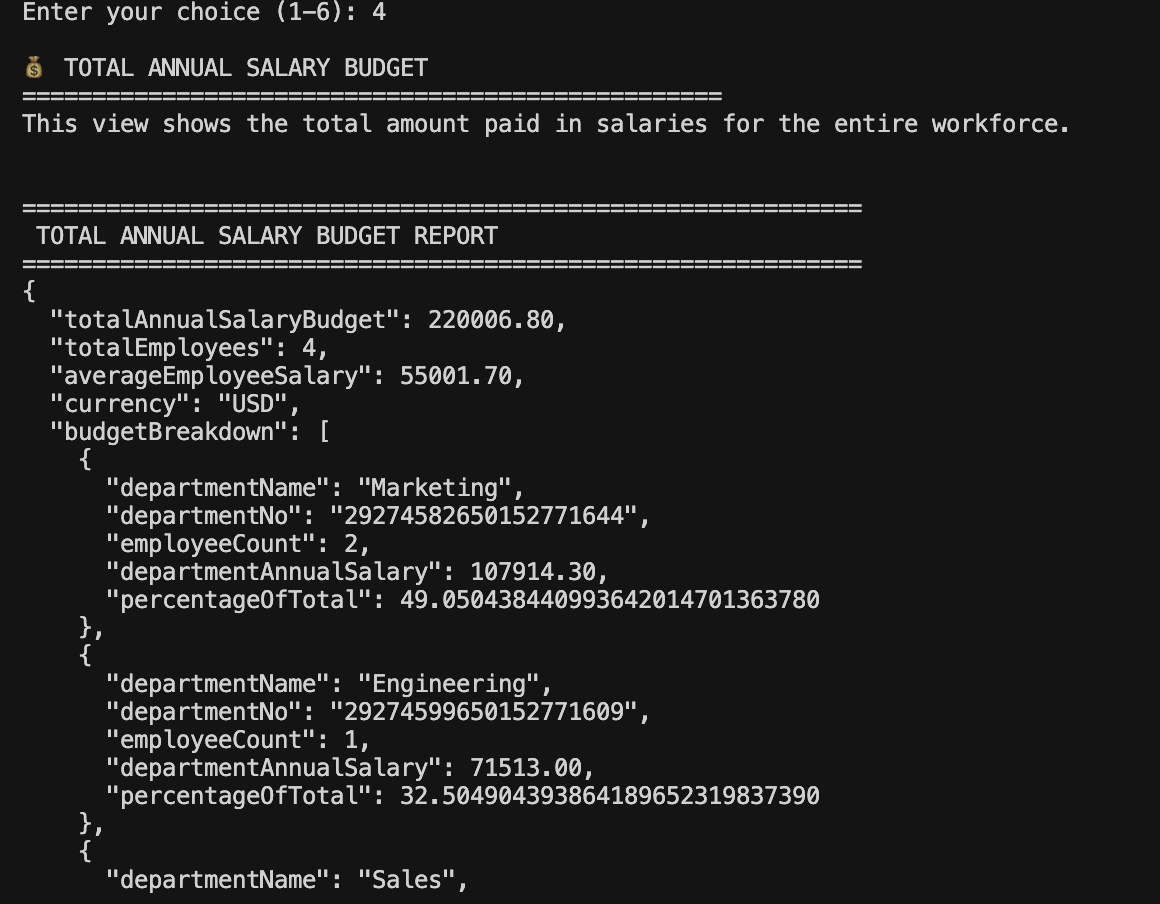 Enter your choice (1-6): 4
💰 TOTAL ANNUAL SALARY BUDGET
==================================================
This view shows the total amount paid in salaries for the entire workforce.
============================================================
 TOTAL ANNUAL SALARY BUDGET REPORT
============================================================
{
  "totalAnnualSalaryBudget": 220006.80,
  "totalEmployees": 4,
  "averageEmployeeSalary": 55001.70,
  "currency": "USD",
  "budgetBreakdown": [
    {
      "departmentName": "Marketing",
      "departmentNo": "29274582650152771644",
      "employeeCount": 2,
      "departmentAnnualSalary": 107914.30,
      "percentageOfTotal": 49.050438440993642014701363780
    },
    {
      "departmentName": "Engineering",
      "departmentNo": "29274599650152771609",
      "employeeCount": 1,
      "departmentAnnualSalary": 71513.00,
      "percentageOfTotal": 32.5049043938641896523198373​90
    },
    {
      "departmentName": "Sales",